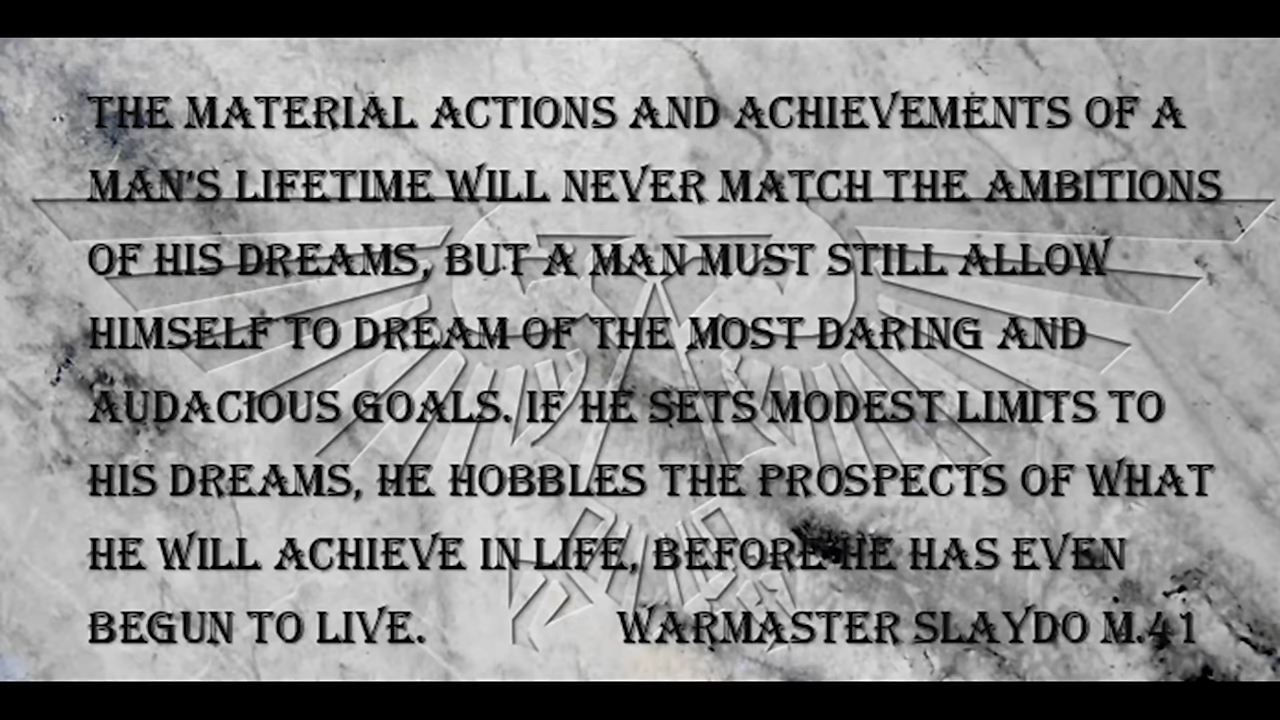 THE MATERIAL ACTIONS AND ACHIEVEMENTS OF A
MAN'S LIFETIME WILL NEVER MATCH THE AMBITIONS
OF HIS DREAMS, BUT A MAN MUST STILL ALLOW
HIMSELF TO DREAM OF THE MOST DARING AND
AUDACIOUS GOALS. IF HE SETS MODEST LIMITS TO
HIS DREAMS, HE HOBBLES THE PROSPECTS OF WHAT
HE WILL ACHIEVE IN LIFE, BEFORE HE HAS EVEN
BEGUN TO LIVE. WARMASTER SLAYDO M.41